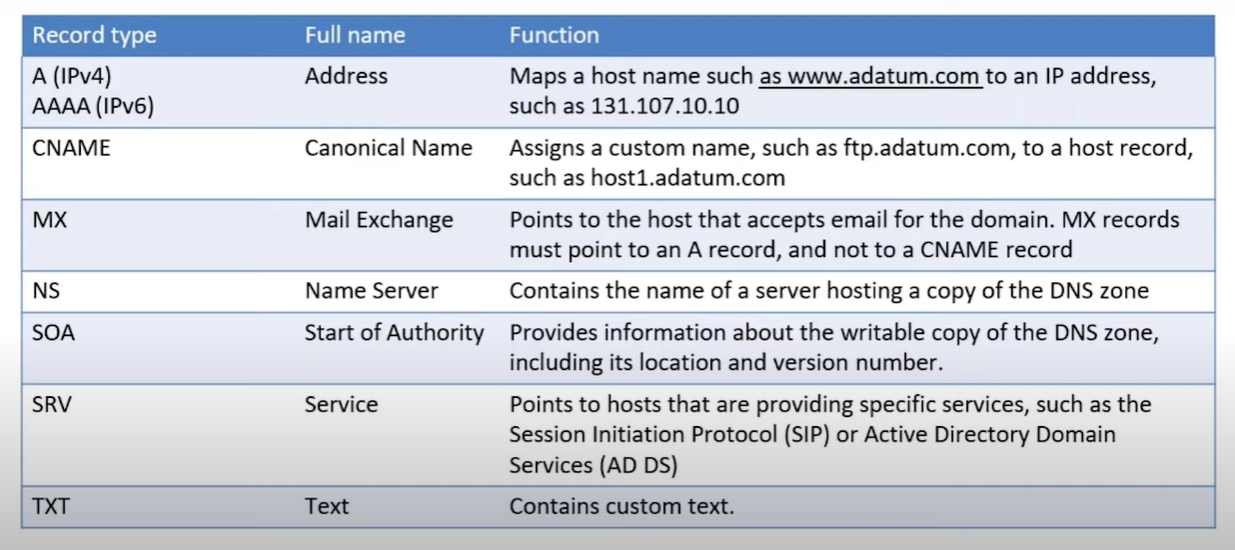 Record type Full name Function
A (IPv4) Address Maps a host name such as www.adatum.com to an IP address,
AAAA (IPv6) such as 131.107.10.10
CNAME Canonical Name Assigns a custom name, such as ftp.adatum.com, to a host record,
such as host1.adatum.com
MX Mail Exchange Points to the host that accepts email for the domain. MX records
must point to an A record, and not to a CNAME record
NS Name Server Contains the name of a server hosting a copy of the DNS zone
SOA Start of Authority Provides information about the writable copy of the DNS zone,
including its location and version number.
SRV Service Points to hosts that are providing specific services, such as the
Session Initiation Protocol (SIP) or Active Directory Domain
Services (AD DS)
TXT Text Contains custom text.